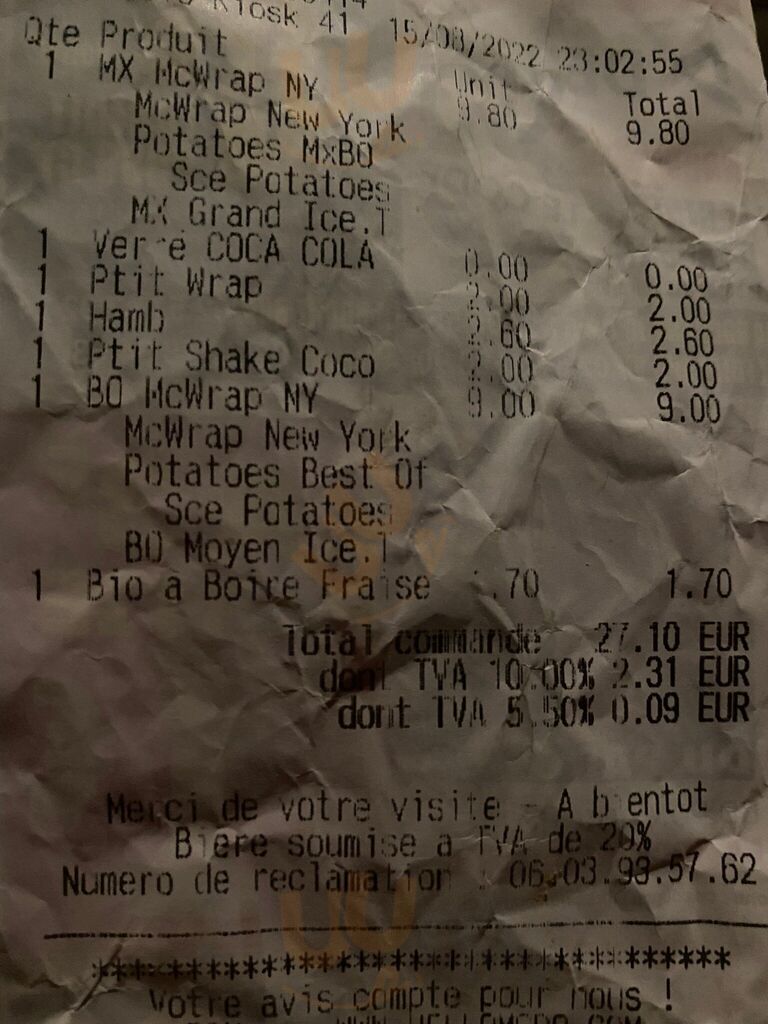 Kiosk 41 15/08/2022 23:02:55
Qte Produit Unit Total
1 MX McWrap NY 9.80 9.80
McWrap New York
Potatoes MxBO
Sce Potatoes
MX Grand Ice.T
1 Verre COCA COLA 0.00 0.00
1 Ptit Wrap 2.00 2.00
1 Hamb 2.60 2.60
1 Ptit Shake Coco 2.00 2.00
1 BO McWrap NY 9.00 9.00
McWrap New York
Potatoes Best Of
Sce Potatoes
BO Moyen Ice.T
1 Bio à Boire Fraise 1.70 1.70
Total commande 27.10 EUR
dont TVA 10.00% 2.31 EUR
dont TVA 5.50% 0.09 EUR
Merci de votre visite - A bientot
Bière soumise a TVA de 20%
Numero de reclamation : 06.03.93.57.62
******************************
Votre avis compte pour nous !